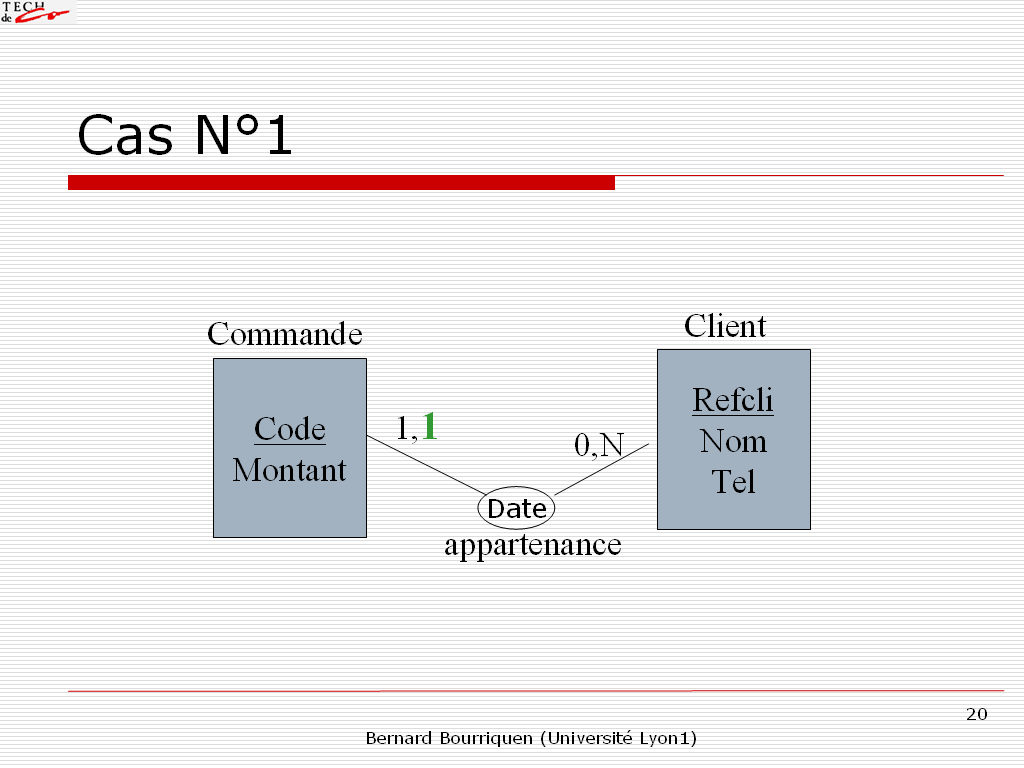 TECH
de Co
Cas N°1
Commande
Client
Code
Montant
1,1
0,N
Refcli
Nom
Tel
Date
appartenance
20
Bernard Bourriquen (Université Lyon1)